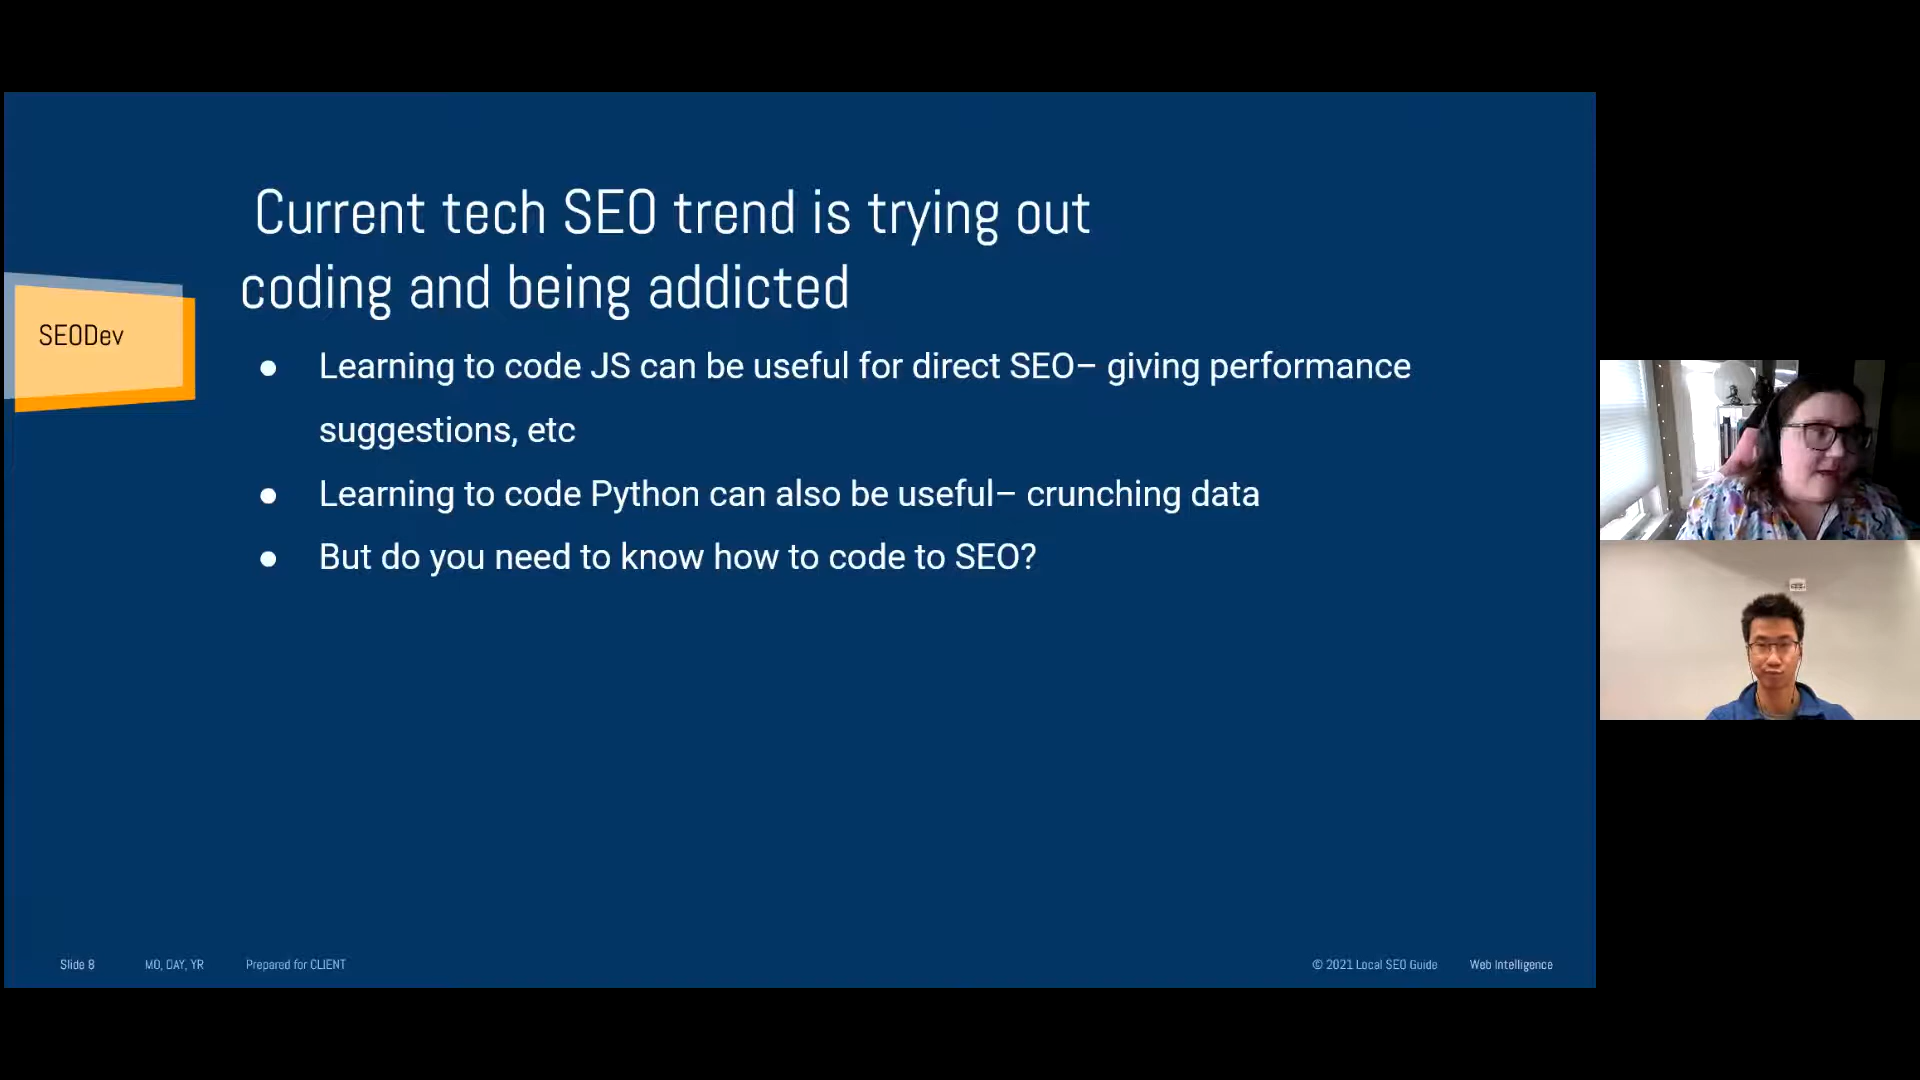 Current tech SEO trend is trying out
coding and being addicted
SEODev
● Learning to code JS can be useful for direct SEO– giving performance
suggestions, etc
● Learning to code Python can also be useful– crunching data
● But do you need to know how to code to SEO?
Slide 8 MO, DAY, YR Prepared for CLIENT © 2021 Local SEO Guide Web Intelligence